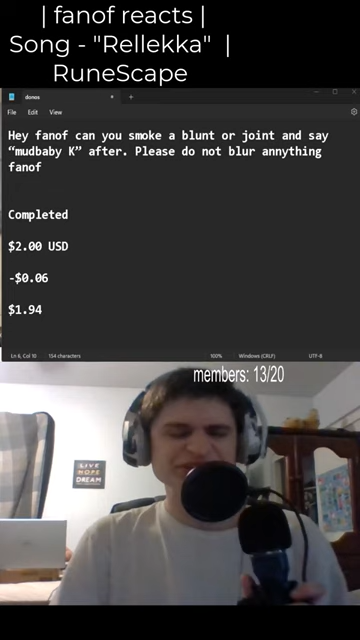 | fanof reacts |
Song - "Rellekka" |
RuneScape
donos
File Edit View
Hey fanof can you smoke a blunt or joint and say
“mudbaby K” after. Please do not blur annything
fanof
Completed
$2.00 USD
-$0.06
$1.94
Ln 6, Col 10 154 characters 100% Windows (CRLF) UTF-8
members: 13/20
LIVE
HOPE
DREAM